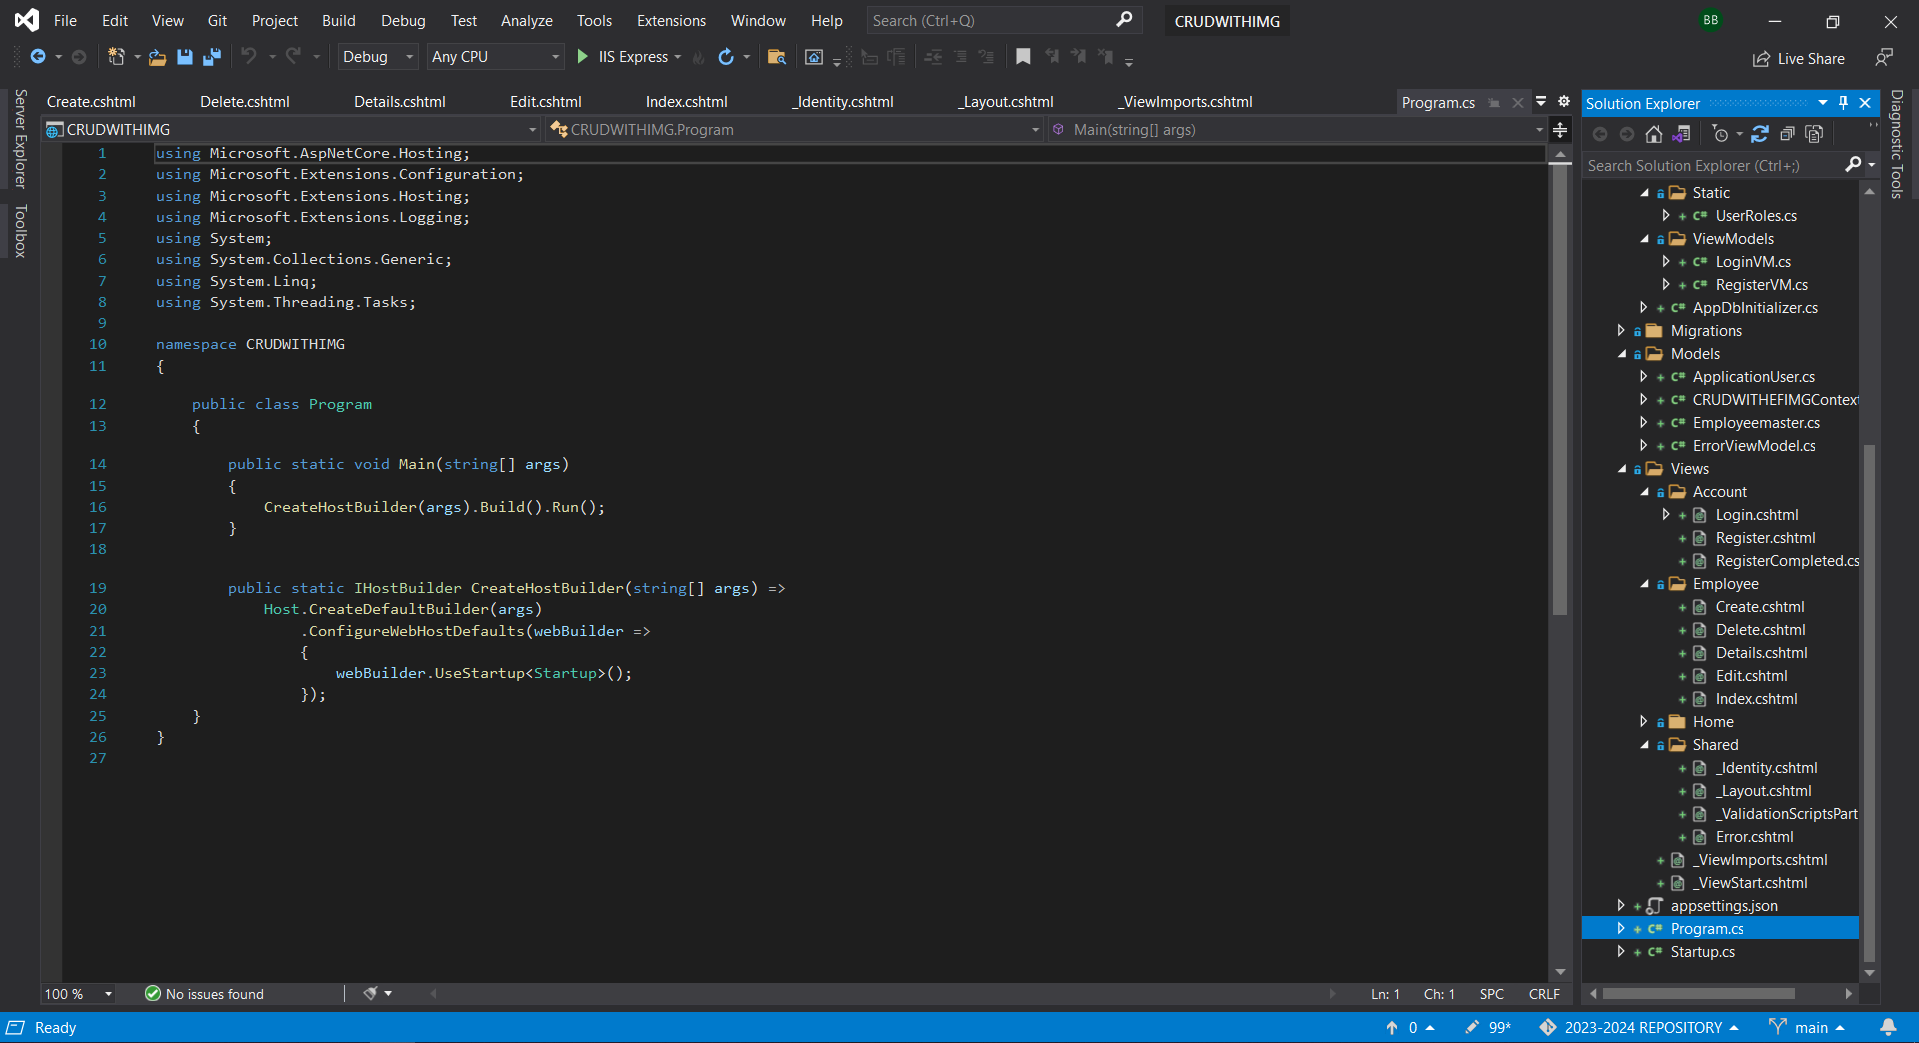 File Edit View Git Project Build Debug Test Analyze Tools Extensions Window Help Search (Ctrl+Q) CRUDWITHIMG BB
Debug Any CPU IIS Express Live Share
Server Explorer
Toolbox
Create.cshtml Delete.cshtml Details.cshtml Edit.cshtml Index.cshtml _Identity.cshtml _Layout.cshtml _ViewImports.cshtml Program.cs
CRUDWITHIMG CRUDWITHIMG.Program Main(string[] args)
1 using Microsoft.AspNetCore.Hosting;
2 using Microsoft.Extensions.Configuration;
3 using Microsoft.Extensions.Hosting;
4 using Microsoft.Extensions.Logging;
5 using System;
6 using System.Collections.Generic;
7 using System.Linq;
8 using System.Threading.Tasks;
9
10 namespace CRUDWITHIMG
11 {
12 public class Program
13 {
14 public static void Main(string[] args)
15 {
16 CreateHostBuilder(args).Build().Run();
17 }
18
19 public static IHostBuilder CreateHostBuilder(string[] args) =>
20 Host.CreateDefaultBuilder(args)
21 .ConfigureWebHostDefaults(webBuilder =>
22 {
23 webBuilder.UseStartup<Startup>();
24 });
25 }
26 }
27
100 % No issues found Ln: 1 Ch: 1 SPC CRLF
Solution Explorer
Search Solution Explorer (Ctrl+;)
Static
C# UserRoles.cs
ViewModels
C# LoginVM.cs
C# RegisterVM.cs
C# AppDbInitializer.cs
Migrations
Models
C# ApplicationUser.cs
C# CRUDWITHEFIMGContext
C# Employeemaster.cs
C# ErrorViewModel.cs
Views
Account
Login.cshtml
Register.cshtml
RegisterCompleted.cs
Employee
Create.cshtml
Delete.cshtml
Details.cshtml
Edit.cshtml
Index.cshtml
Home
Shared
_Identity.cshtml
_Layout.cshtml
_ValidationScriptsPart
Error.cshtml
_ViewImports.cshtml
_ViewStart.cshtml
appsettings.json
C# Program.cs
C# Startup.cs
Diagnostic Tools
Ready 0 99* 2023-2024 REPOSITORY main